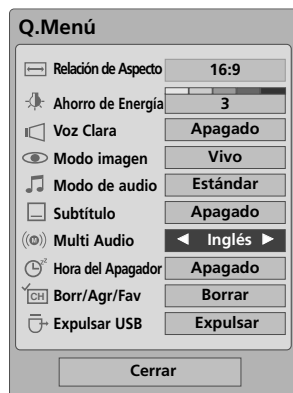 Q.Menú
Relación de Aspecto 16:9
Ahorro de Energía 3
Voz Clara Apagado
Modo imagen Vivo
Modo de audio Estándar
Subtítulo Apagado
Multi Audio ◄ Inglés ►
Hora del Apagador Apagado
CH Borr/Agr/Fav Borrar
Expulsar USB Expulsar
Cerrar